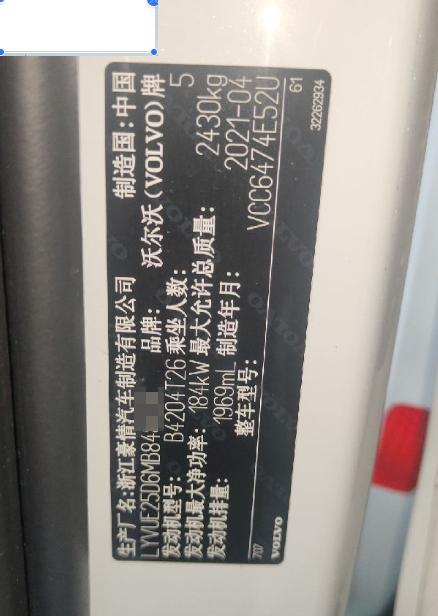 生产厂名:浙江豪情汽车制造有限公司 制造国:中国
LYVUE25D6MB84 品牌: 沃尔沃(VOLVO)牌
发动机型号: B4204T26 乘坐人数: 5
发动机最大净功率: 184kW 最大允许总质量: 2430kg
发动机排量: 1969mL 制造年月: 2021-04
整车型号: VCC6474E52U
707 61
VOLVO 32262934